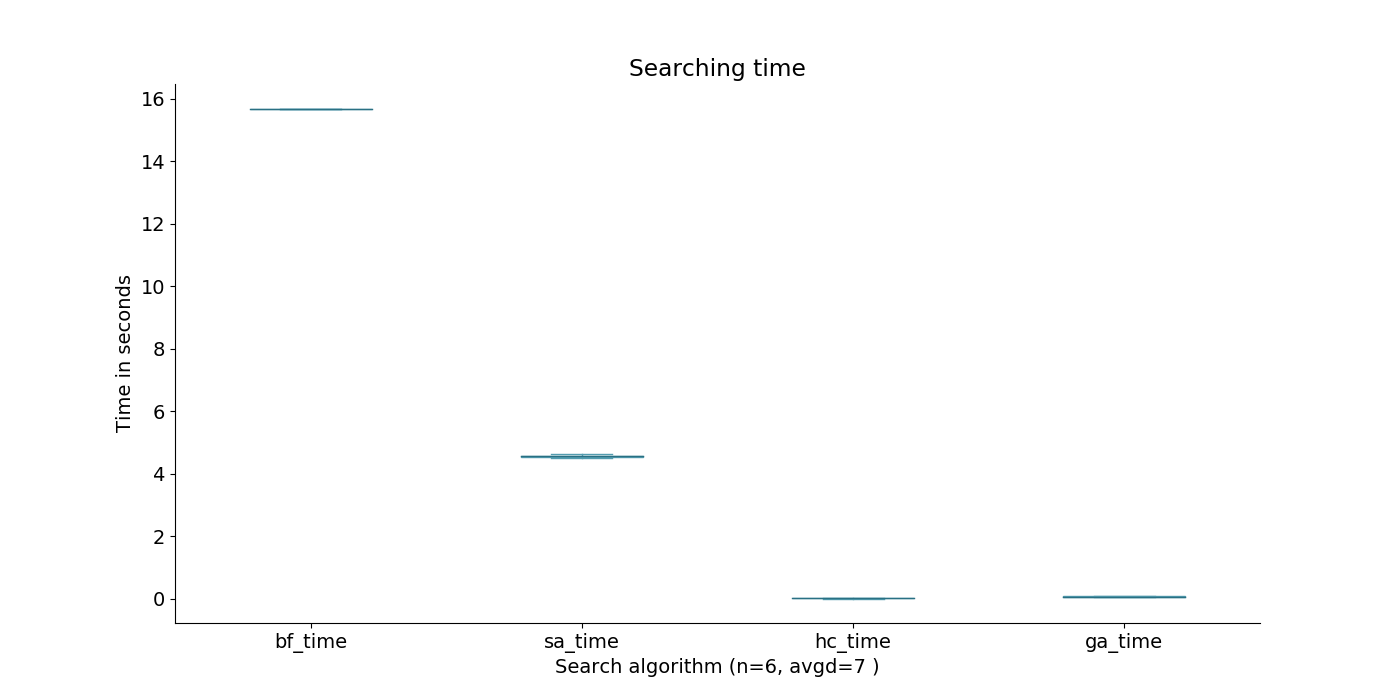 Searching time
16
14
12
10
8
6
4
2
0
Time in seconds
bf_time sa_time hc_time ga_time
Search algorithm (n=6, avgd=7 )